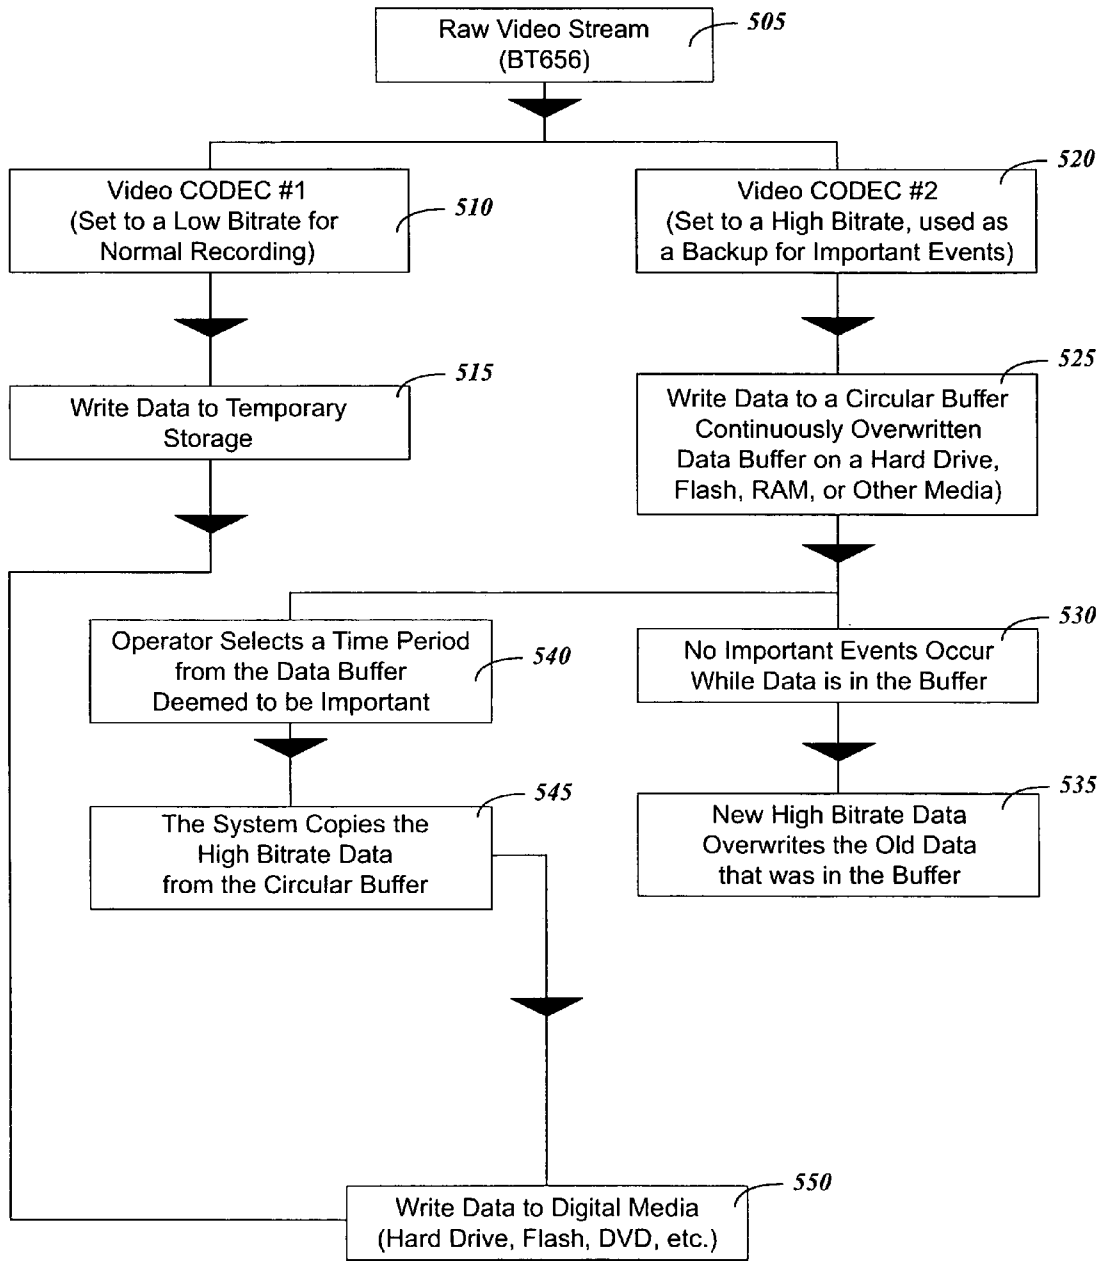 Raw Video Stream
(BT656)
505
Video CODEC #1
(Set to a Low Bitrate for
Normal Recording)
510
Video CODEC #2
(Set to a High Bitrate, used as
a Backup for Important Events)
520
Write Data to Temporary
Storage
515
Write Data to a Circular Buffer
Continuously Overwritten
Data Buffer on a Hard Drive,
Flash, RAM, or Other Media)
525
Operator Selects a Time Period
from the Data Buffer
Deemed to be Important
540
No Important Events Occur
While Data is in the Buffer
530
The System Copies the
High Bitrate Data
from the Circular Buffer
545
New High Bitrate Data
Overwrites the Old Data
that was in the Buffer
535
Write Data to Digital Media
(Hard Drive, Flash, DVD, etc.)
550